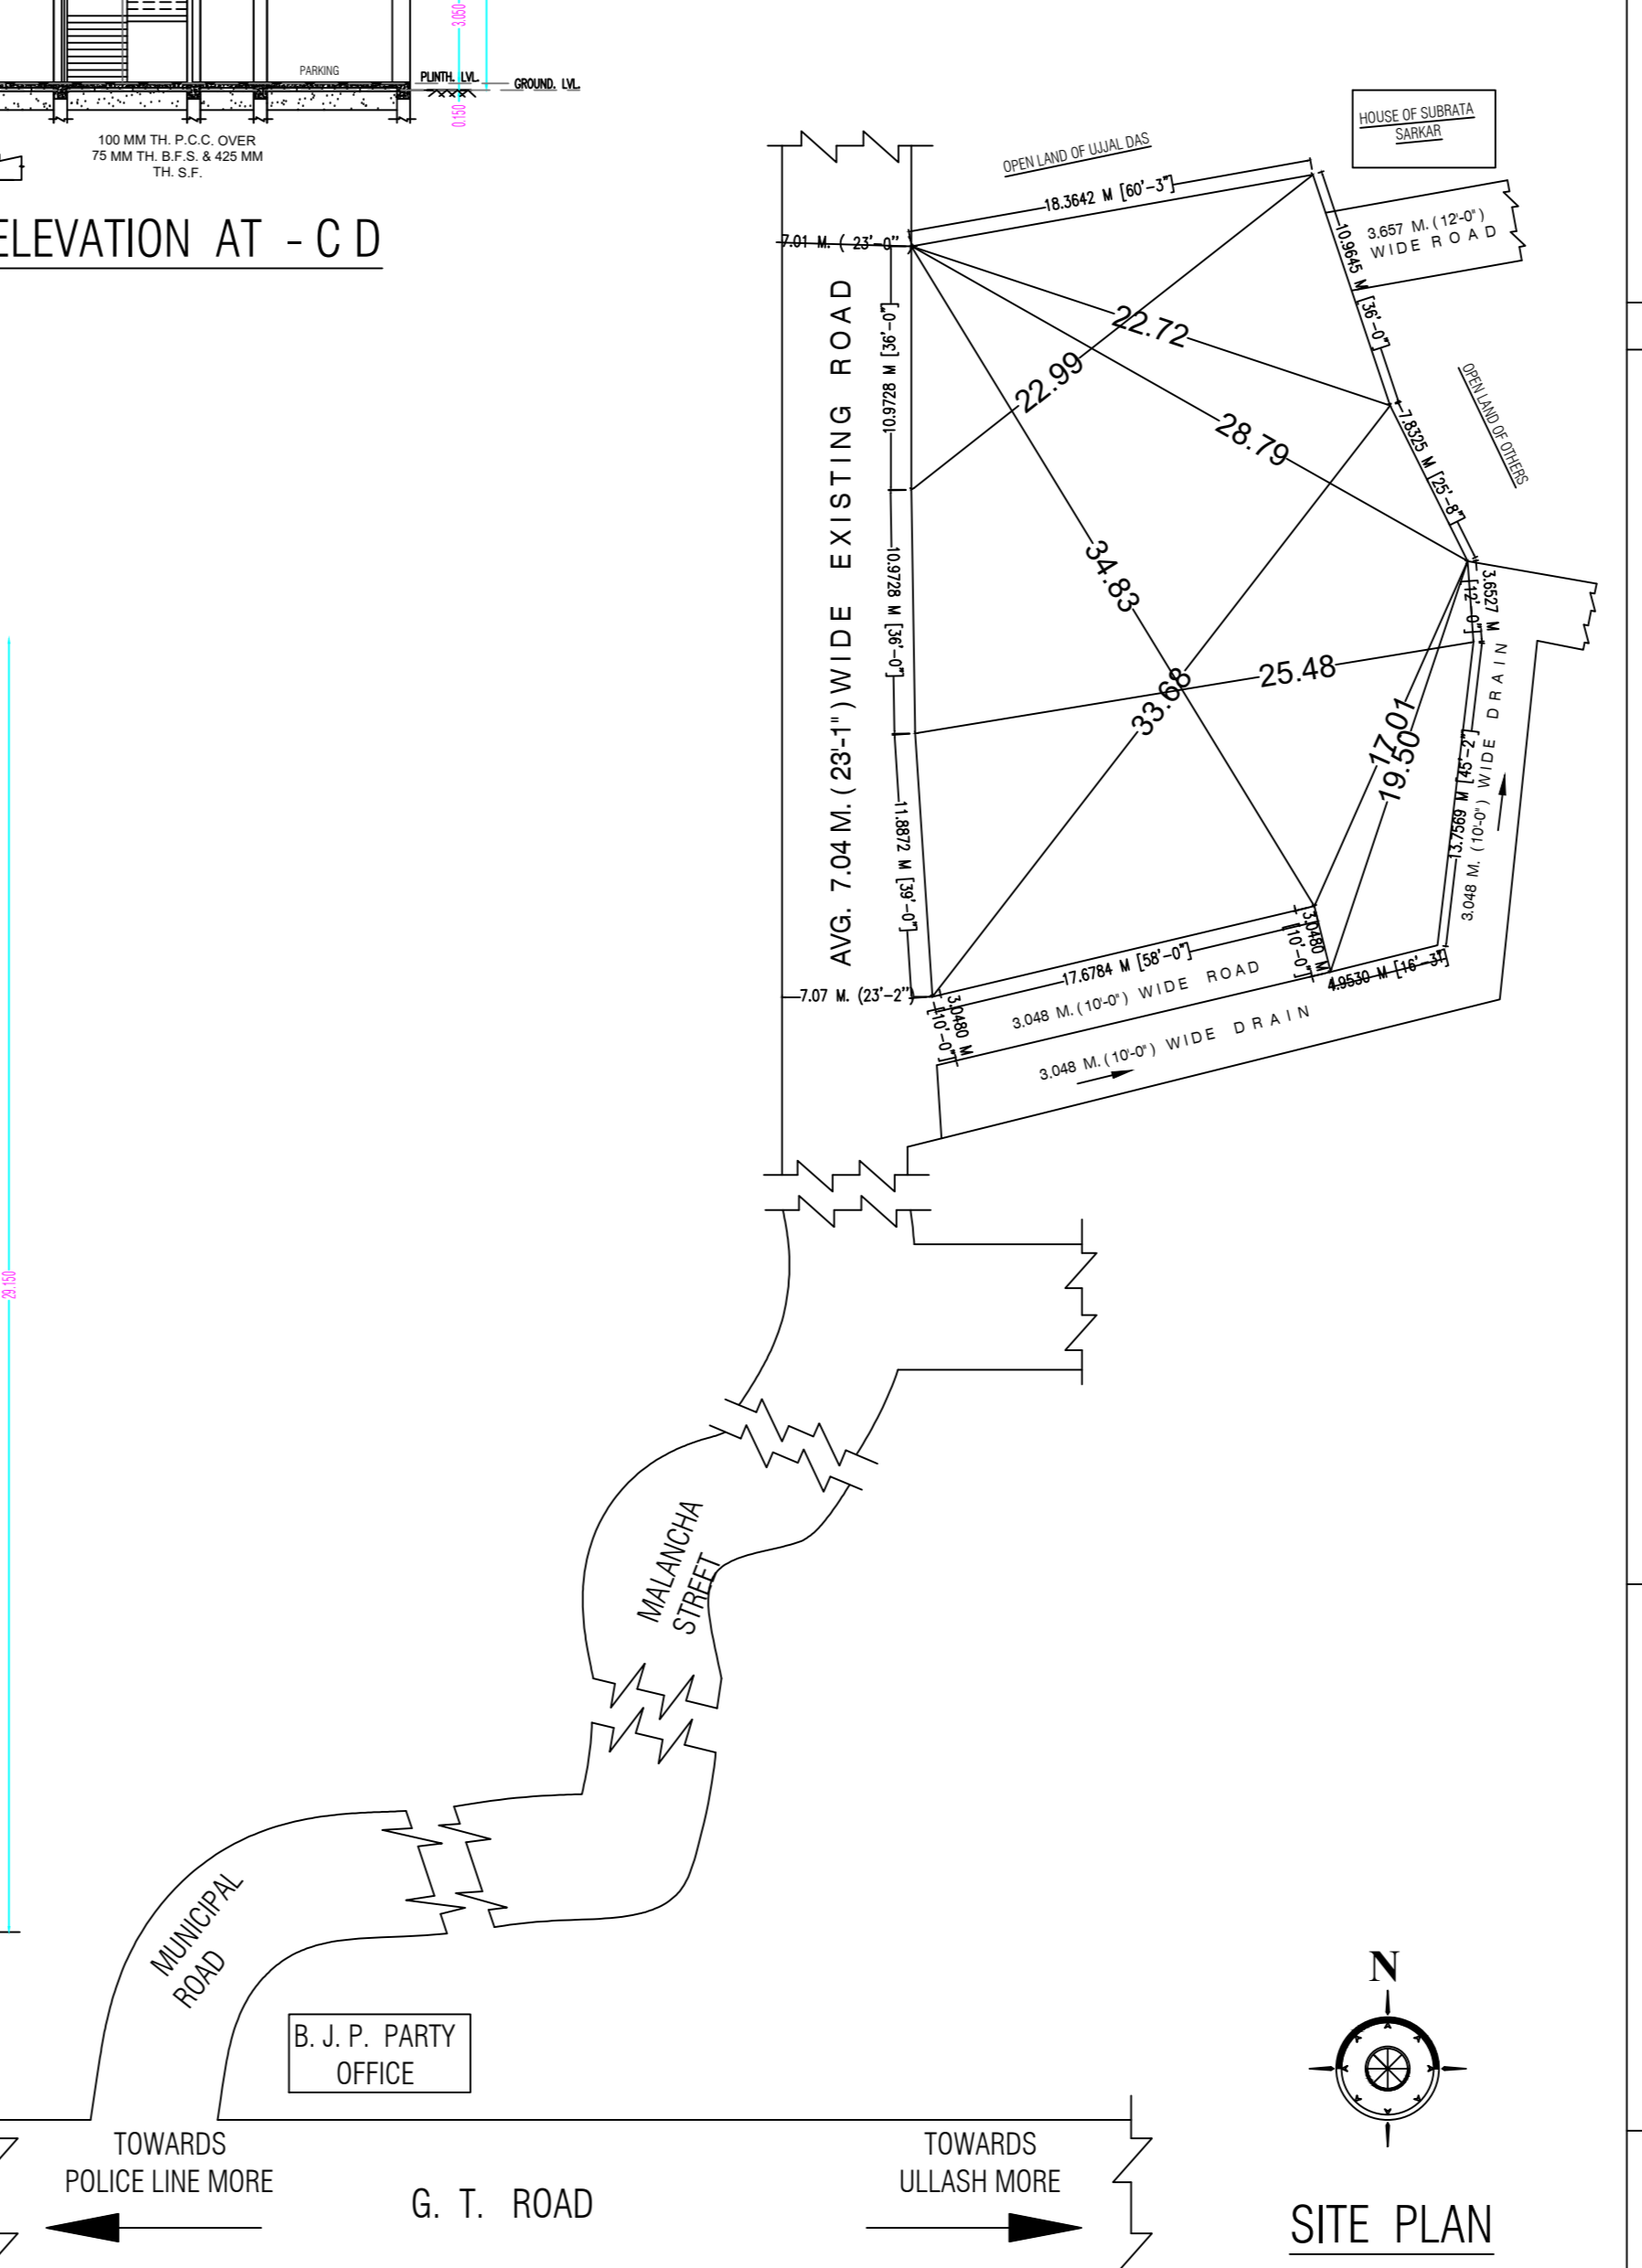 3.050
PARKING
PLINTH. LVL.
GROUND. LVL.
0.150
100 MM TH. P.C.C. OVER
75 MM TH. B.F.S. & 425 MM
TH. S.F.
ELEVATION AT - C D
HOUSE OF SUBRATA
SARKAR
OPEN LAND OF UJJAL DAS
18.3642 M [60'-3"]
7.01 M. ( 23'-0")
10.9645 M [36'-0"]
3.657 M. (12'-0")
WIDE ROAD
10.9728 M [36'-0"]
22.72
22.99
28.79
7.8325 M [25'-8"]
OPEN LAND OF OTHERS
AVG. 7.04 M. ( 23'-1" ) WIDE EXISTING ROAD
10.9728 M [36'-0"]
34.83
3.6527 M
[12'-0"]
25.48
33.68
17.01
19.50
13.7569 M [45'-2"]
3.048 M. (10'-0") WIDE DRAIN
11.8872 M [39'-0"]
3.0480 M
[10'-0"]
17.6784 M [58'-0"]
4.9530 M [16'-3"]
7.07 M. (23'-2")
3.0480 M
[10'-0"]
3.048 M. (10'-0") WIDE ROAD
3.048 M. (10'-0") WIDE DRAIN
29.150
MALANCHA
STREET
MUNICIPAL
ROAD
B. J. P. PARTY
OFFICE
N
TOWARDS
POLICE LINE MORE
G. T. ROAD
TOWARDS
ULLASH MORE
SITE PLAN